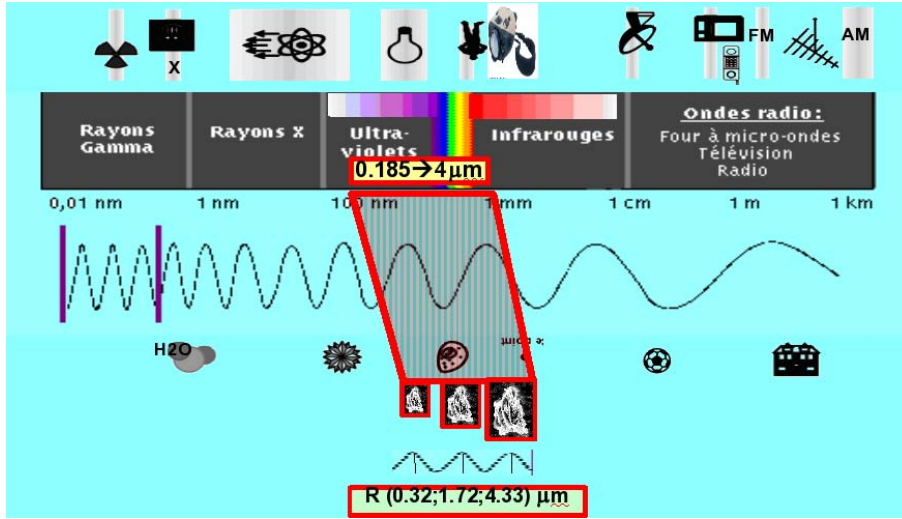 X
FM
AM
Rayons
Gamma
Rayons X
Ultra-
violets
Infrarouges
Ondes radio:
Four à micro-ondes
Télévision
Radio
0.185→4µm
0,01 nm
1 nm
100 nm
1 mm
1 cm
1 m
1 km
H2O
le point
R (0.32;1.72;4.33) µm